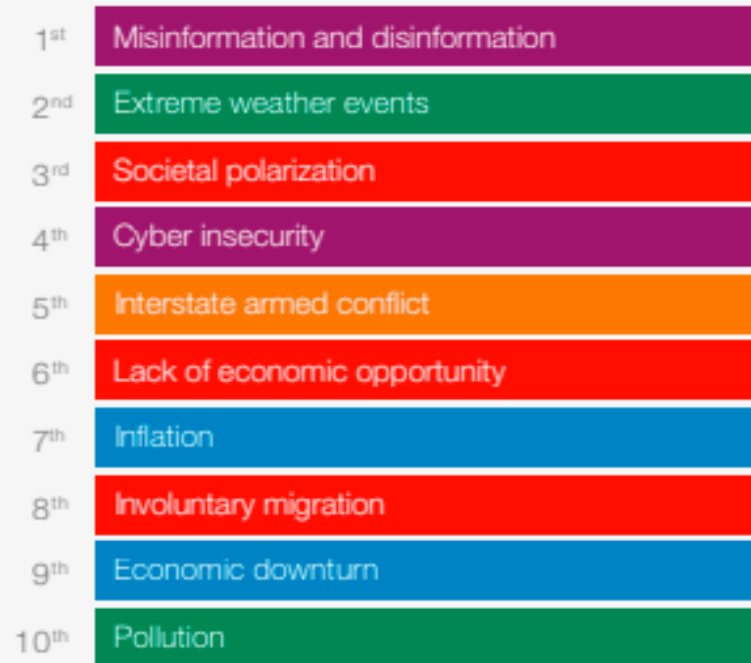 1st Misinformation and disinformation
2nd Extreme weather events
3rd Societal polarization
4th Cyber insecurity
5th Interstate armed conflict
6th Lack of economic opportunity
7th Inflation
8th Involuntary migration
9th Economic downturn
10th Pollution